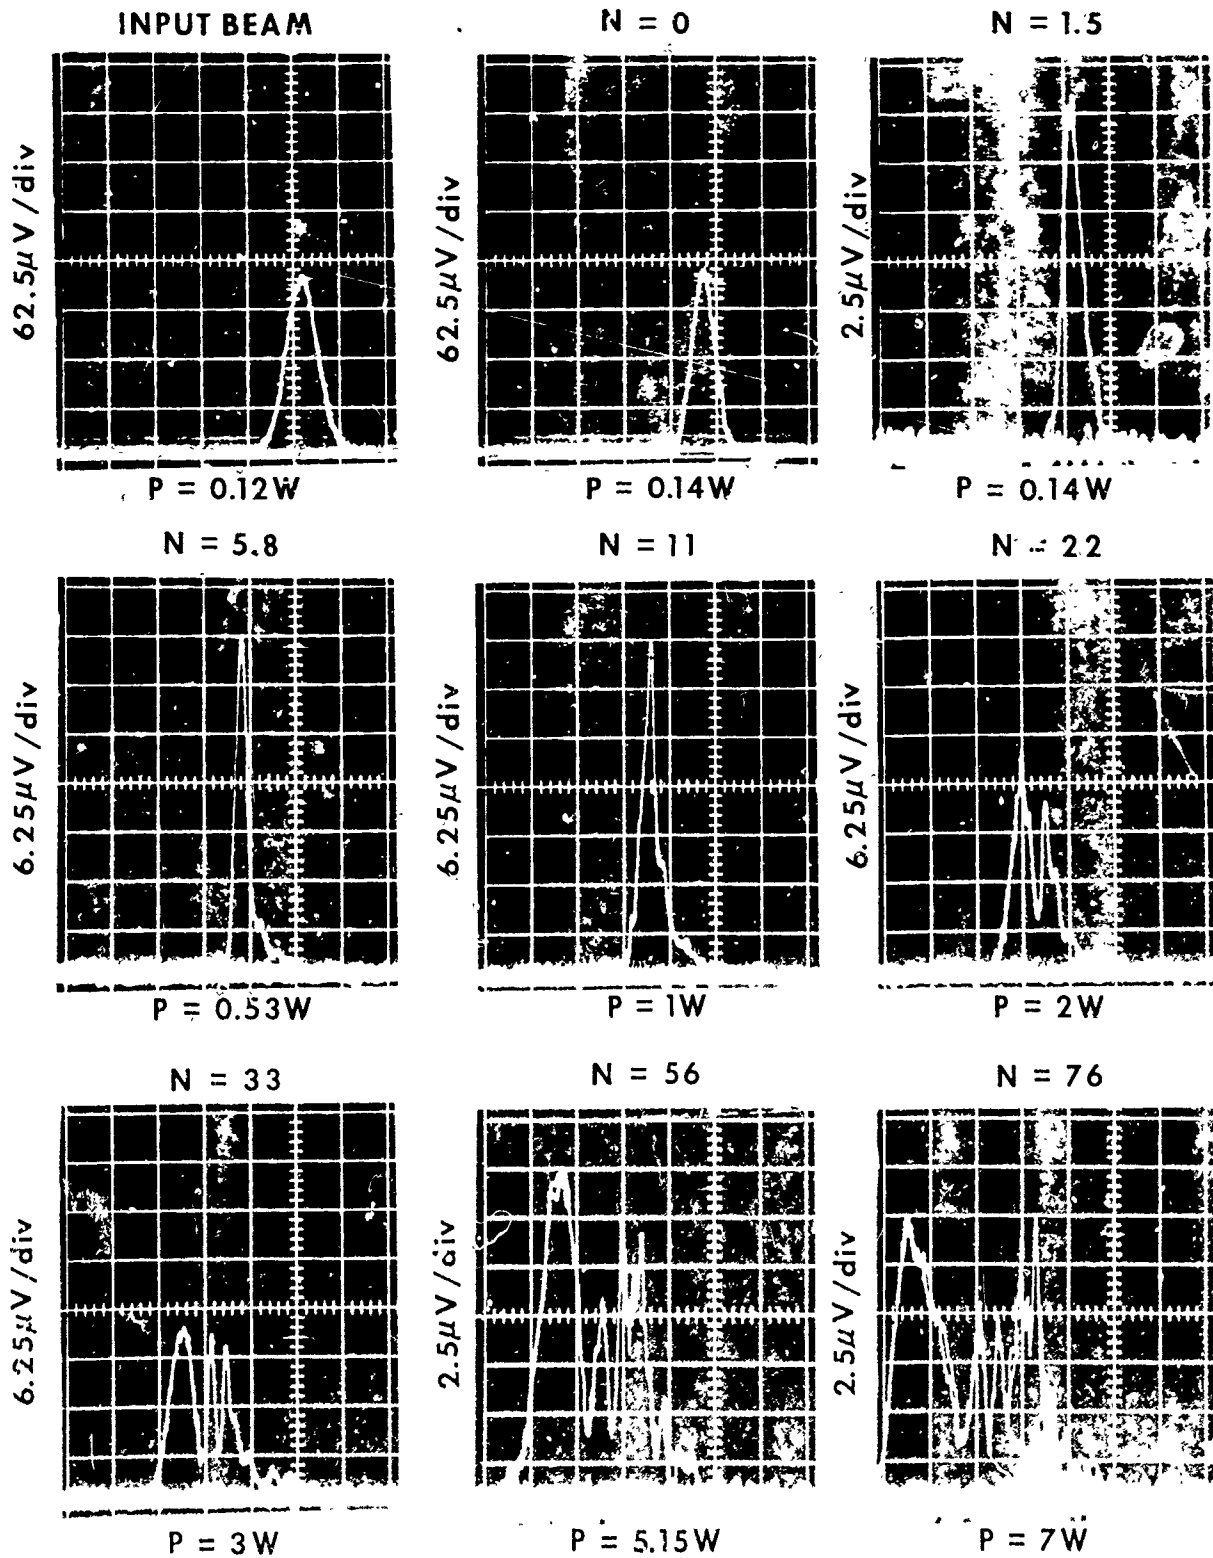 INPUT BEAM
N = 0
N = 1.5
62.5μV/div
62.5μV/div
2.5μV/div
P = 0.12W
P = 0.14W
P = 0.14W
N = 5.8
N = 11
N = 22
6.25μV/div
6.25μV/div
6.25μV/div
P = 0.53W
P = 1W
P = 2W
N = 33
N = 56
N = 76
6.25μV/div
2.5μV/div
2.5μV/div
P = 3W
P = 5.15W
P = 7W